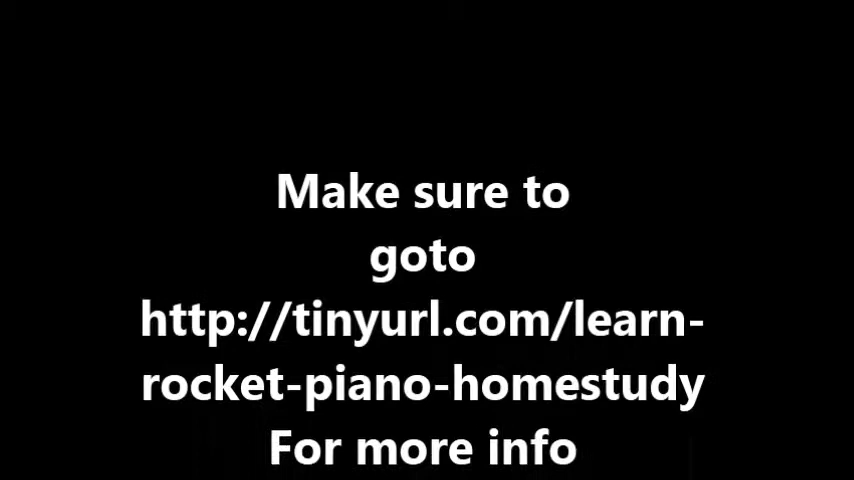 Make sure to
goto
http://tinyurl.com/learn-
rocket-piano-homestudy
For more info